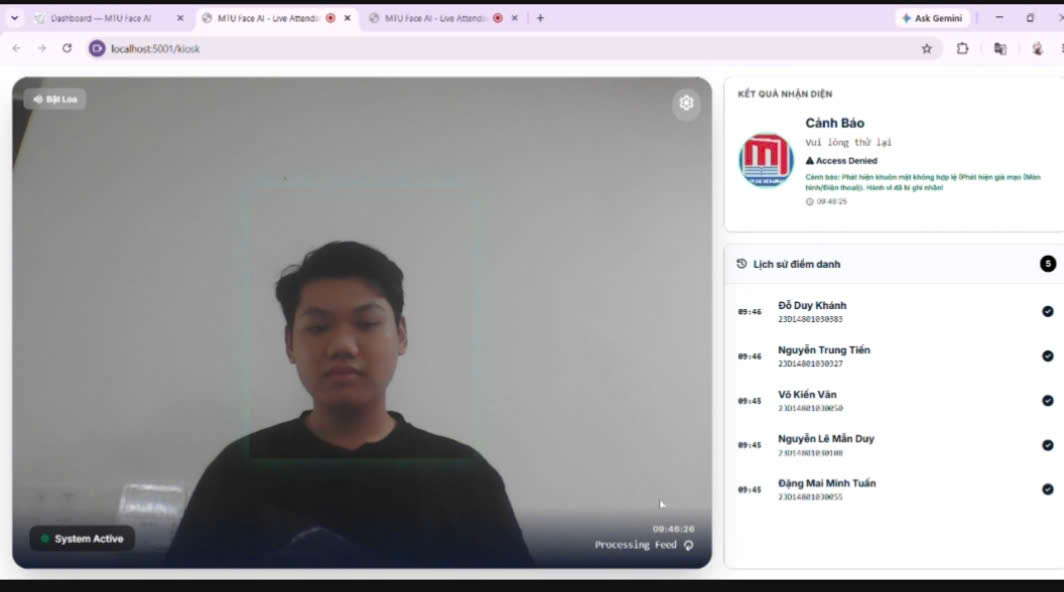 Dashboard — MTU Face AI
MTU Face AI - Live Attend
MTU Face AI - Live Attend
Ask Gemini
localhost:5001/kiosk
Bật Loa
KẾT QUẢ NHẬN DIỆN
Cảnh Báo
Vui lòng thử lại
Access Denied
Cảnh báo: Phát hiện khuôn mặt không hợp lệ (Phát hiện giả mạo (Màn
hình/Điện thoại)). Hành vi đã bị ghi nhận!
09:46:25
Lịch sử điểm danh
5
09:46
Đỗ Duy Khánh
23D14801030383
09:46
Nguyễn Trung Tiến
23D14801030327
09:45
Võ Kiến Văn
23D14801030050
09:45
Nguyễn Lê Mẫn Duy
23D14801030108
09:45
Đặng Mai Minh Tuấn
23D14801030055
System Active
09:46:26
Processing Feed